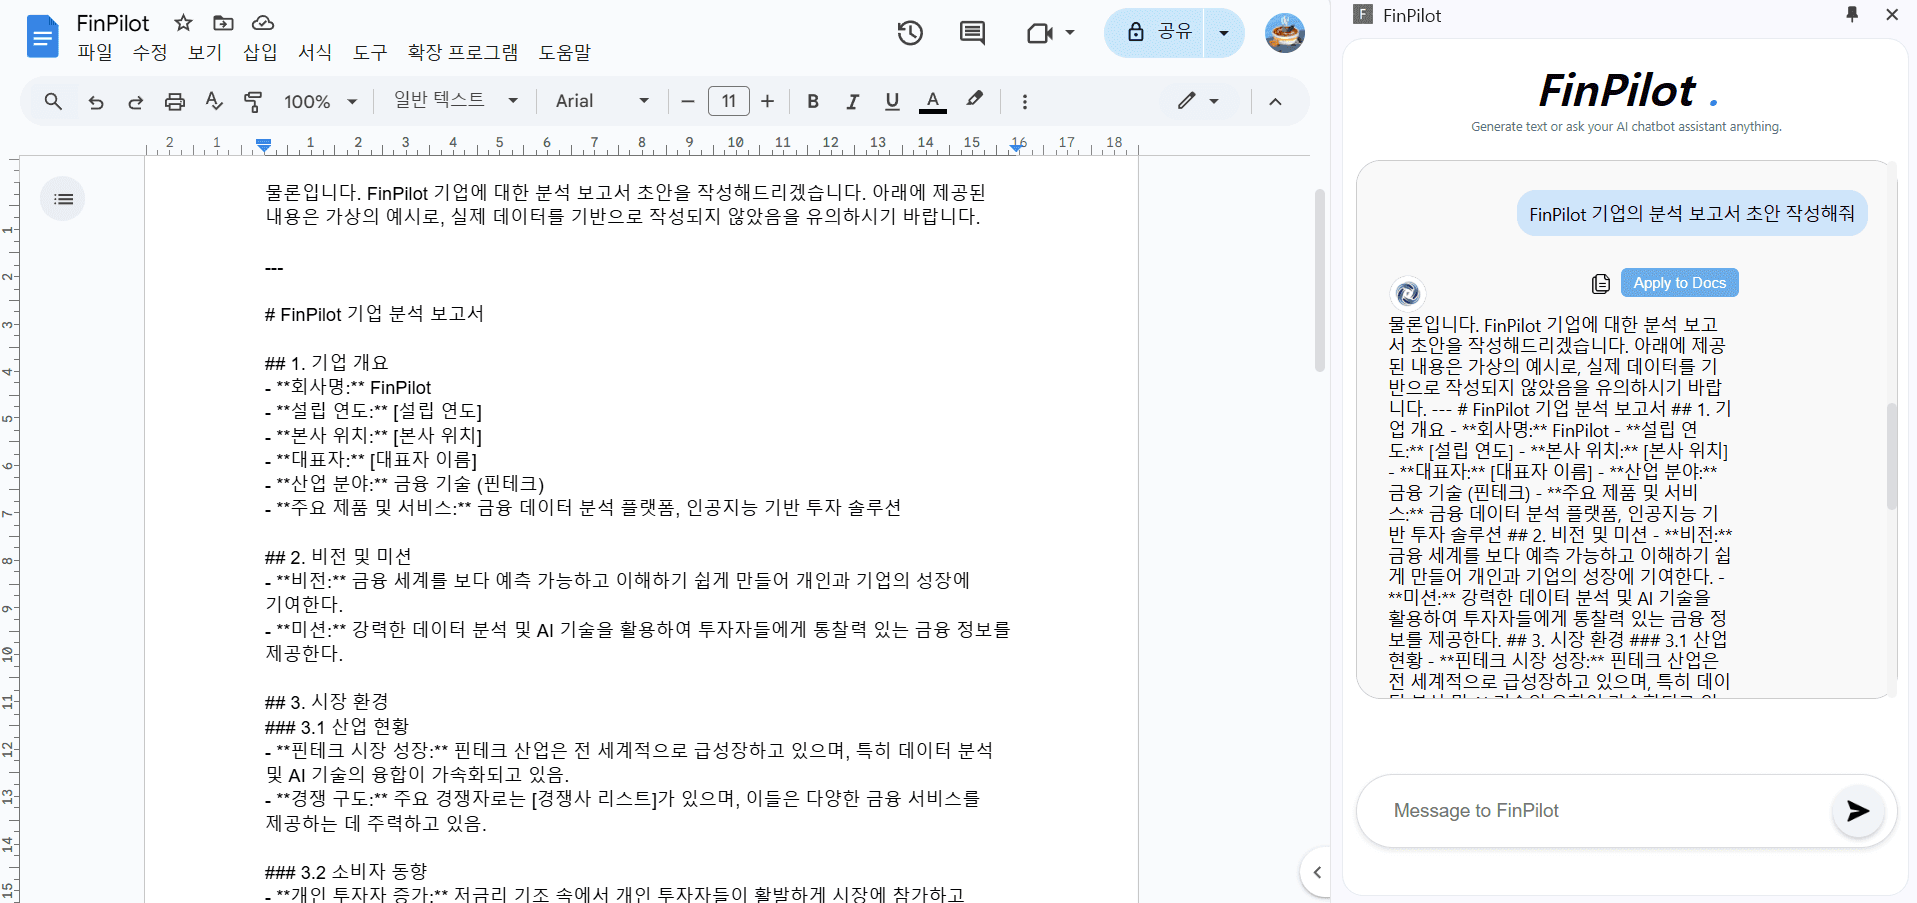 FinPilot
파일 수정 보기 삽입 서식 도구 확장 프로그램 도움말
공유
100% 일반 텍스트 Arial 11 B I U A
2 1 1 2 3 4 5 6 7 8 9 10 11 12 13 14 15 16 17 18
1
2
3
4
5
6
7
8
9
10
11
12
13
14
15
물론입니다. FinPilot 기업에 대한 분석 보고서 초안을 작성해드리겠습니다. 아래에 제공된
내용은 가상의 예시로, 실제 데이터를 기반으로 작성되지 않았음을 유의하시기 바랍니다.
---
# FinPilot 기업 분석 보고서
## 1. 기업 개요
- **회사명:** FinPilot
- **설립 연도:** [설립 연도]
- **본사 위치:** [본사 위치]
- **대표자:** [대표자 이름]
- **산업 분야:** 금융 기술 (핀테크)
- **주요 제품 및 서비스:** 금융 데이터 분석 플랫폼, 인공지능 기반 투자 솔루션
## 2. 비전 및 미션
- **비전:** 금융 세계를 보다 예측 가능하고 이해하기 쉽게 만들어 개인과 기업의 성장에
기여한다.
- **미션:** 강력한 데이터 분석 및 AI 기술을 활용하여 투자자들에게 통찰력 있는 금융 정보를
제공한다.
## 3. 시장 환경
### 3.1 산업 현황
- **핀테크 시장 성장:** 핀테크 산업은 전 세계적으로 급성장하고 있으며, 특히 데이터 분석
및 AI 기술의 융합이 가속화되고 있음.
- **경쟁 구도:** 주요 경쟁자로는 [경쟁사 리스트]가 있으며, 이들은 다양한 금융 서비스를
제공하는 데 주력하고 있음.
### 3.2 소비자 동향
- **개인 투자자 증가:** 저금리 기조 속에서 개인 투자자들이 활발하게 시장에 참가하고
F FinPilot
FinPilot .
Generate text or ask your AI chatbot assistant anything.
FinPilot 기업의 분석 보고서 초안 작성해줘
Apply to Docs
물론입니다. FinPilot 기업에 대한 분석 보고
서 초안을 작성해드리겠습니다. 아래에 제공
된 내용은 가상의 예시로, 실제 데이터를 기
반으로 작성되지 않았음을 유의하시기 바랍
니다. --- # FinPilot 기업 분석 보고서 ## 1. 기
업 개요 - **회사명:** FinPilot - **설립 연
도:** [설립 연도] - **본사 위치:** [본사 위치]
- **대표자:** [대표자 이름] - **산업 분야:**
금융 기술 (핀테크) - **주요 제품 및 서비
스:** 금융 데이터 분석 플랫폼, 인공지능 기
반 투자 솔루션 ## 2. 비전 및 미션 - **비전:**
금융 세계를 보다 예측 가능하고 이해하기 쉽
게 만들어 개인과 기업의 성장에 기여한다. -
**미션:** 강력한 데이터 분석 및 AI 기술을
활용하여 투자자들에게 통찰력 있는 금융 정
보를 제공한다. ## 3. 시장 환경 ### 3.1 산업
현황 - **핀테크 시장 성장:** 핀테크 산업은
전 세계적으로 급성장하고 있으며, 특히 데이
Message to FinPilot